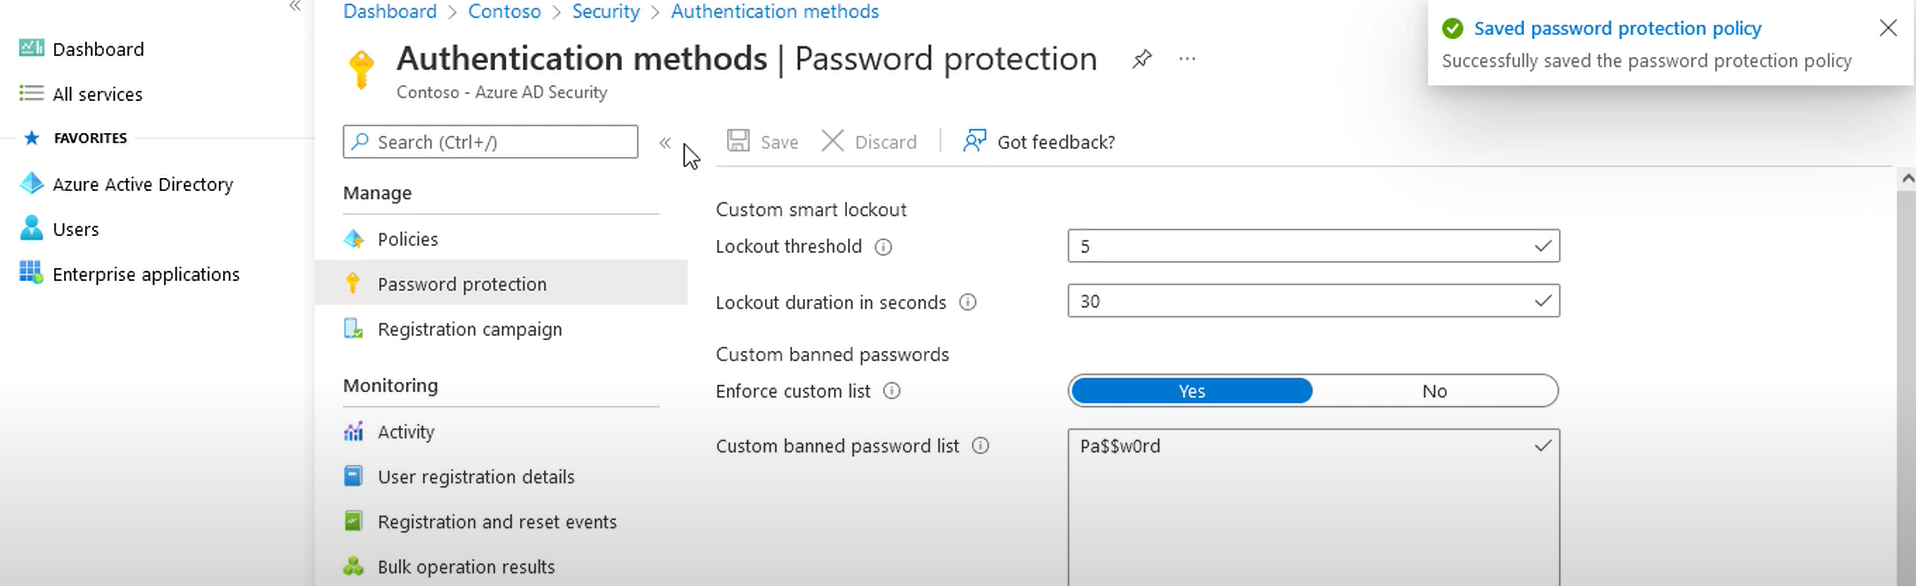 Dashboard > Contoso > Security > Authentication methods
Authentication methods | Password protection
Contoso - Azure AD Security
Saved password protection policy
Successfully saved the password protection policy
Dashboard
All services
FAVORITES
Azure Active Directory
Users
Enterprise applications
Search (Ctrl+/)
Manage
Policies
Password protection
Registration campaign
Monitoring
Activity
User registration details
Registration and reset events
Bulk operation results
Save
Discard
Got feedback?
Custom smart lockout
Lockout threshold
5
Lockout duration in seconds
30
Custom banned passwords
Enforce custom list
Yes
No
Custom banned password list
Pa$$w0rd